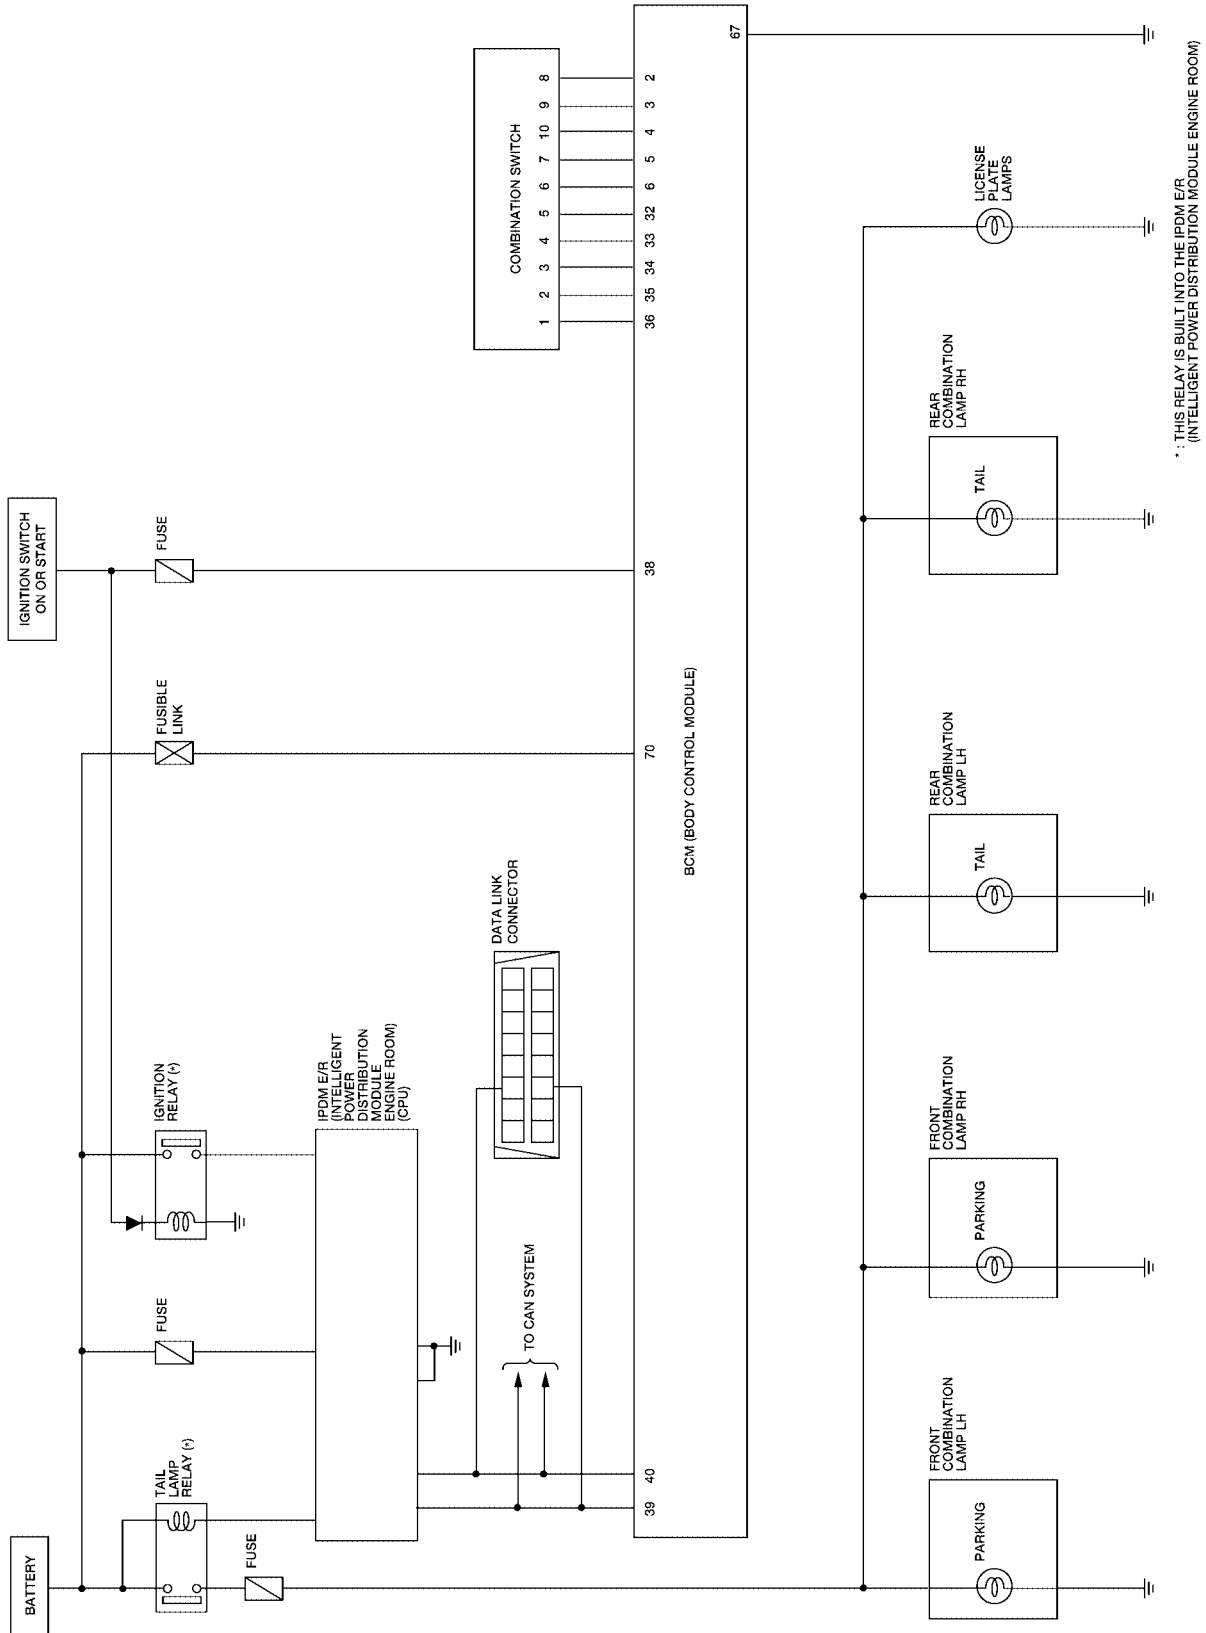 BATTERY
IGNITION SWITCH
ON OR START
TAIL
LAMP
RELAY (*)
FUSE
FUSE
IGNITION
RELAY (*)
FUSIBLE
LINK
FUSE
IPDM E/R
(INTELLIGENT
POWER
DISTRIBUTION
MODULE
ENGINE ROOM)
(CPU)
TO CAN SYSTEM
DATA LINK
CONNECTOR
COMBINATION SWITCH
1 2 3 4 5 6 7 10 9 8
39 40 70 38 36 35 34 33 32 6 5 4 3 2
BCM (BODY CONTROL MODULE)
67
FRONT
COMBINATION
LAMP LH
PARKING
FRONT
COMBINATION
LAMP RH
PARKING
REAR
COMBINATION
LAMP LH
TAIL
REAR
COMBINATION
LAMP RH
TAIL
LICENSE
PLATE
LAMPS
* : THIS RELAY IS BUILT INTO THE IPDM E/R
(INTELLIGENT POWER DISTRIBUTION MODULE ENGINE ROOM)